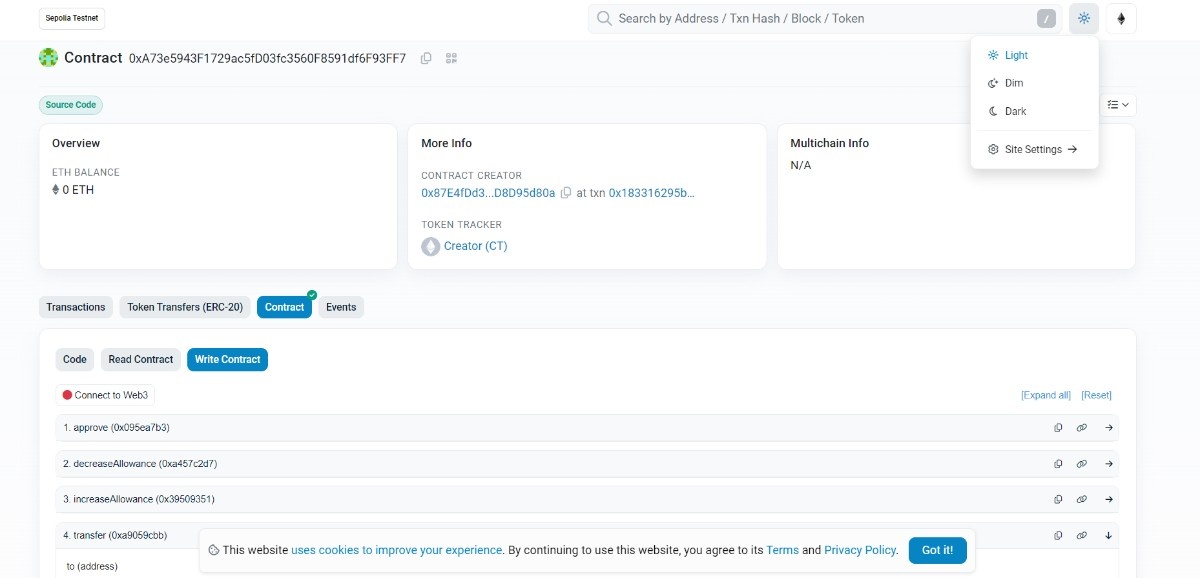 Sepolia Testnet
Search by Address / Txn Hash / Block / Token
/
Light
Dim
Dark
Site Settings
Contract 0xA73e5943F1729ac5fD03fc3560F8591df6F93FF7
Source Code
Overview
ETH BALANCE
0 ETH
More Info
CONTRACT CREATOR
0x87E4fDd3...D8D95d80a at txn 0x183316295b...
TOKEN TRACKER
Creator (CT)
Multichain Info
N/A
Transactions Token Transfers (ERC-20) Contract Events
Code Read Contract Write Contract
Connect to Web3 [Expand all] [Reset]
1. approve (0x095ea7b3)
2. decreaseAllowance (0xa457c2d7)
3. increaseAllowance (0x39509351)
4. transfer (0xa9059cbb)
to (address)
This website uses cookies to improve your experience. By continuing to use this website, you agree to its Terms and Privacy Policy. Got it!